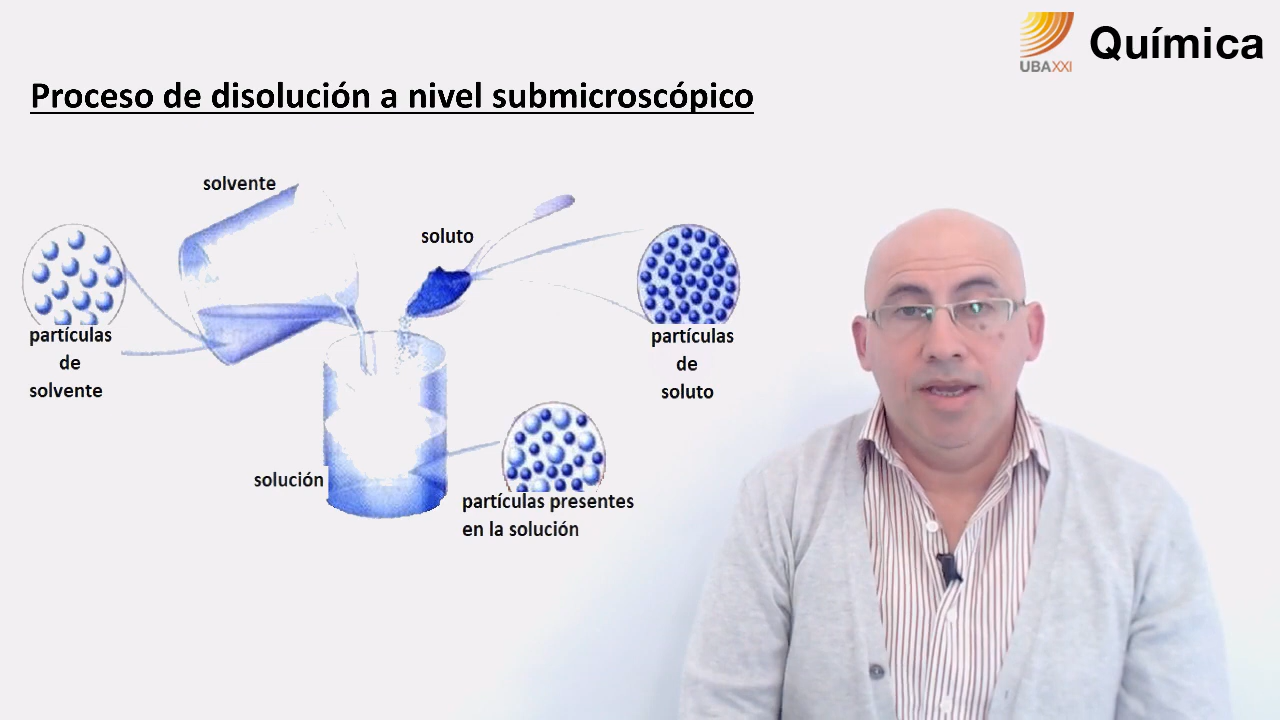 UBAXXI
Química
Proceso de disolución a nivel submicroscópico
solvente
soluto
partículas
de
solvente
partículas
de
soluto
solución
partículas presentes
en la solución